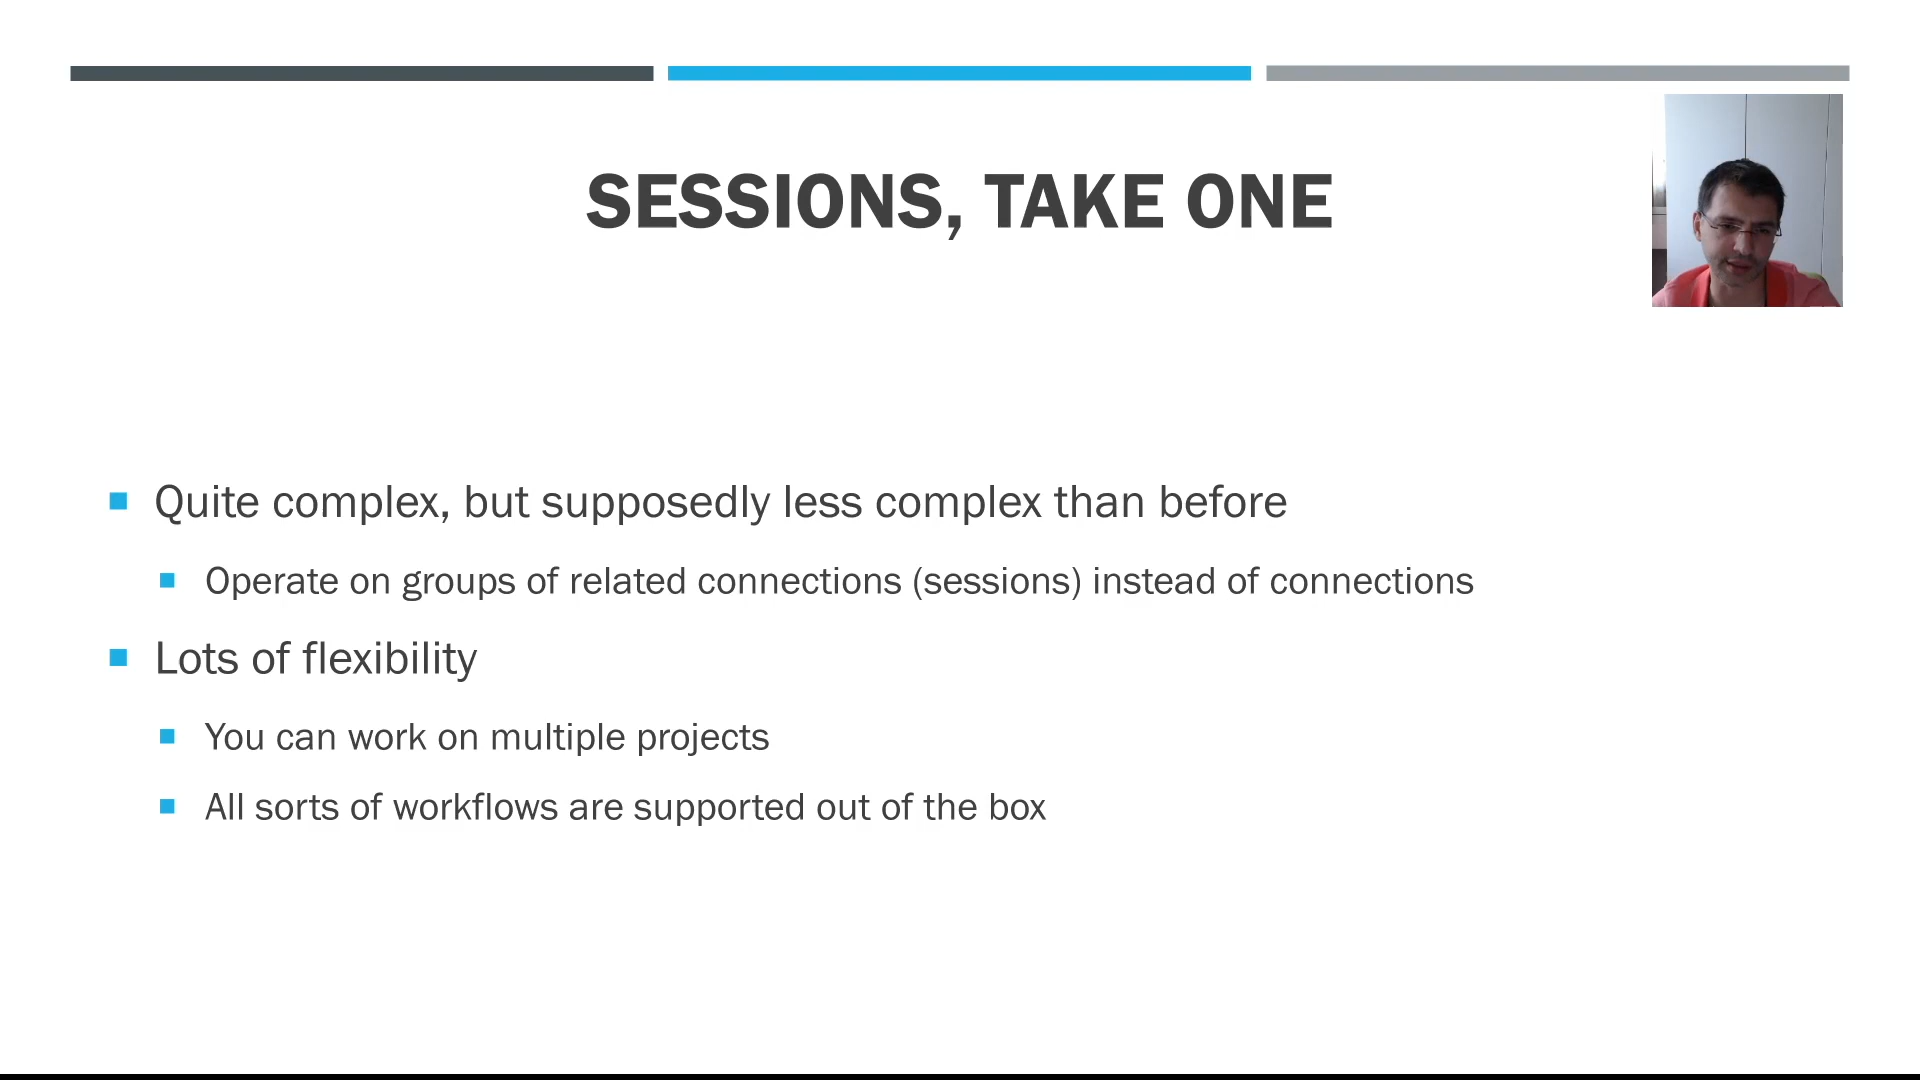 SESSIONS, TAKE ONE
Quite complex, but supposedly less complex than before
Operate on groups of related connections (sessions) instead of connections
Lots of flexibility
You can work on multiple projects
All sorts of workflows are supported out of the box